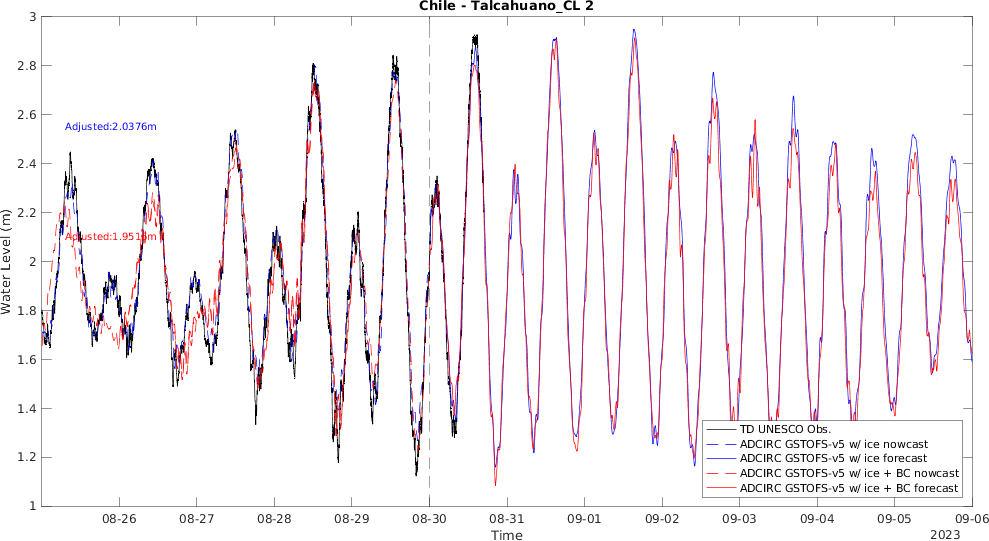 Chile - Talcahuano_CL 2
3
2.8
2.6
2.4
2.2
2
1.8
1.6
1.4
1.2
1
Water Level (m)
Adjusted:2.0376m
TD UNESCO Obs.
ADCIRC GSTOFS-v5 w/ ice nowcast
ADCIRC GSTOFS-v5 w/ ice forecast
ADCIRC GSTOFS-v5 w/ ice + BC nowcast
ADCIRC GSTOFS-v5 w/ ice + BC forecast
08-26 08-27 08-28 08-29 08-30 08-31 09-01 09-02 09-03 09-04 09-05 09-06
Time
2023